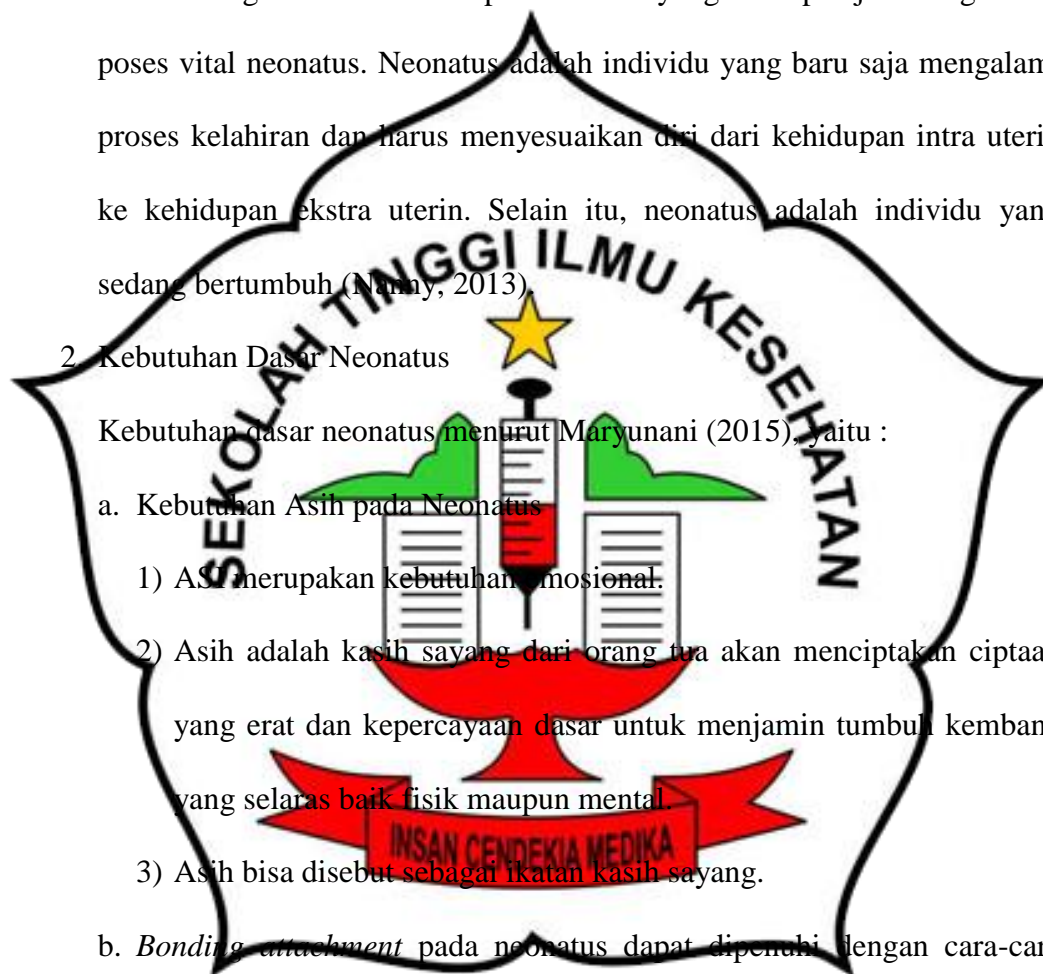 poses vital neonatus. Neonatus adalah individu yang baru saja mengalam
proses kelahiran dan harus menyesuaikan diri dari kehidupan intra uteri
ke kehidupan ekstra uterin. Selain itu, neonatus adalah individu yan
sedang bertumbuh (Nanny, 2013).
SEKOLAH TINGGI ILMU KESEHATAN
2. Kebutuhan Dasar Neonatus
Kebutuhan dasar neonatus menurut Maryunani (2015), yaitu :
a. Kebutuhan Asih pada Neonatus
1) ASI merupakan kebutuhan emosional.
2) Asih adalah kasih sayang dari orang tua akan menciptakan ciptaa
yang erat dan kepercayaan dasar untuk menjamin tumbuh kemban
yang selaras baik fisik maupun mental.
INSAN CENDEKIA MEDIKA
3) Asih bisa disebut sebagai ikatan kasih sayang.
b. Bonding attachment pada neonatus dapat dipenuhi dengan cara-car